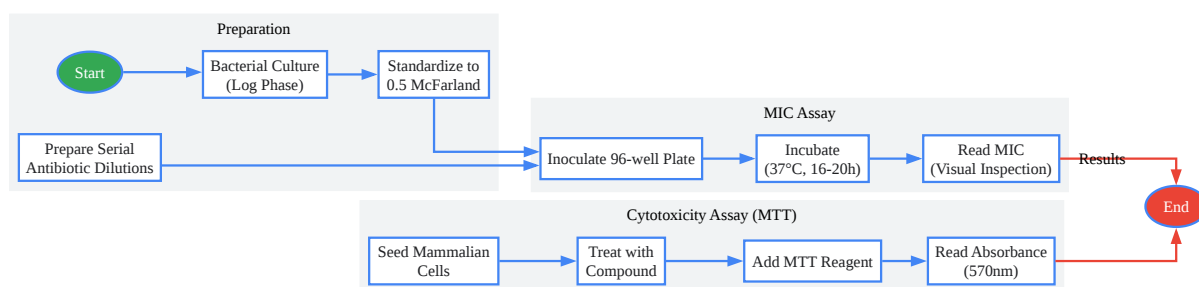 Preparation
Start
Bacterial Culture
(Log Phase)
Standardize to
0.5 McFarland
Prepare Serial
Antibiotic Dilutions
MIC Assay
Inoculate 96-well Plate
Incubate
(37°C, 16-20h)
Read MIC
(Visual Inspection)
Results
End
Cytotoxicity Assay (MTT)
Seed Mammalian
Cells
Treat with
Compound
Add MTT Reagent
Read Absorbance
(570nm)